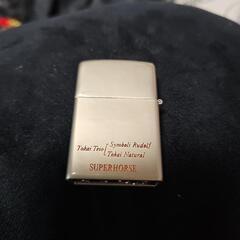 Symboli Rudolf
Tokai Teio
Tokai Natural
SUPERHORSE